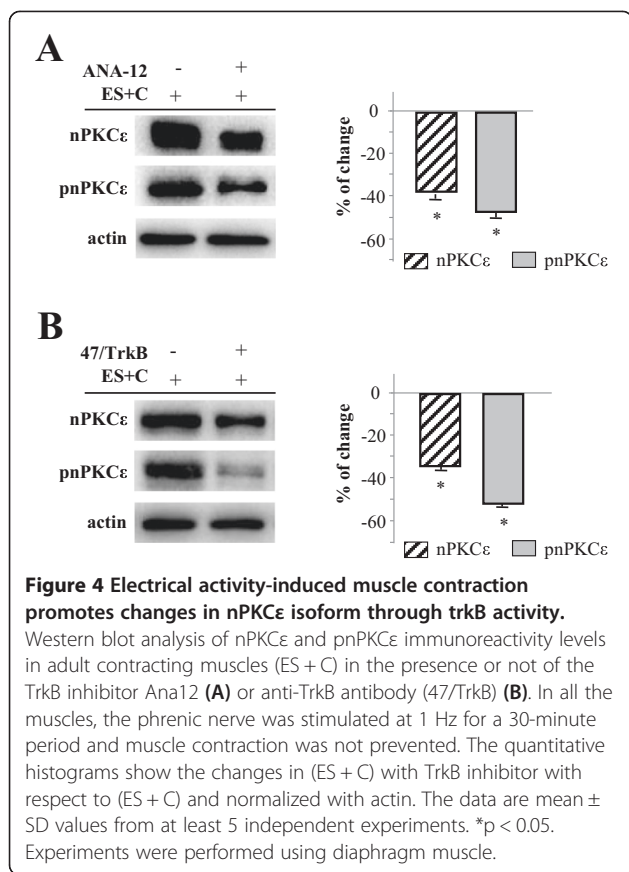 A
ANA-12 - +
ES+C + +
nPKCε
pnPKCε
actin
0
-20
-40
-60
% of change
* *
nPKCε pnPKCε
B
47/TrkB - +
ES+C + +
nPKCε
pnPKCε
actin
0
-20
-40
-60
% of change
* *
nPKCε pnPKCε
Figure 4 Electrical activity-induced muscle contraction
promotes changes in nPKCε isoform through trkB activity.
Western blot analysis of nPKCε and pnPKCε immunoreactivity levels
in adult contracting muscles (ES + C) in the presence or not of the
TrkB inhibitor Ana12 (A) or anti-TrkB antibody (47/TrkB) (B). In all the
muscles, the phrenic nerve was stimulated at 1 Hz for a 30-minute
period and muscle contraction was not prevented. The quantitative
histograms show the changes in (ES + C) with TrkB inhibitor with
respect to (ES + C) and normalized with actin. The data are mean ±
SD values from at least 5 independent experiments. *p < 0.05.
Experiments were performed using diaphragm muscle.